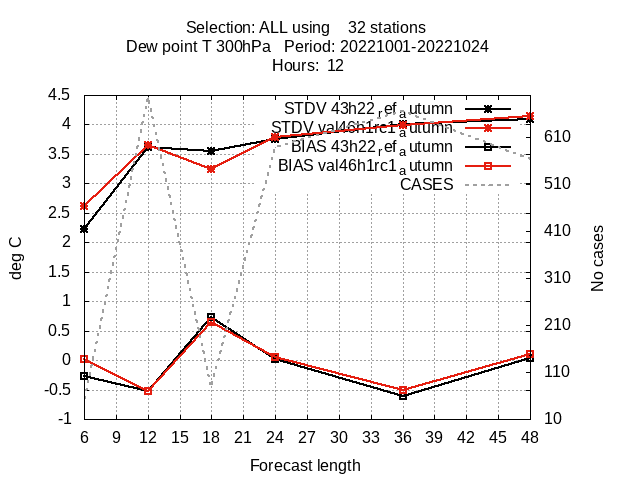 Selection: ALL using    32 stations
Dew point T 300hPa   Period: 20221001-20221024
Hours:  12
STDV 43h22_ref_autumn
STDV val46h1rc1_autumn
BIAS 43h22_ref_autumn
BIAS val46h1rc1_autumn
CASES
4.5
4
3.5
3
2.5
2
1.5
1
0.5
0
-0.5
-1
deg C
610
510
410
310
210
110
10
No cases
6 9 12 15 18 21 24 27 30 33 36 39 42 45 48
Forecast length